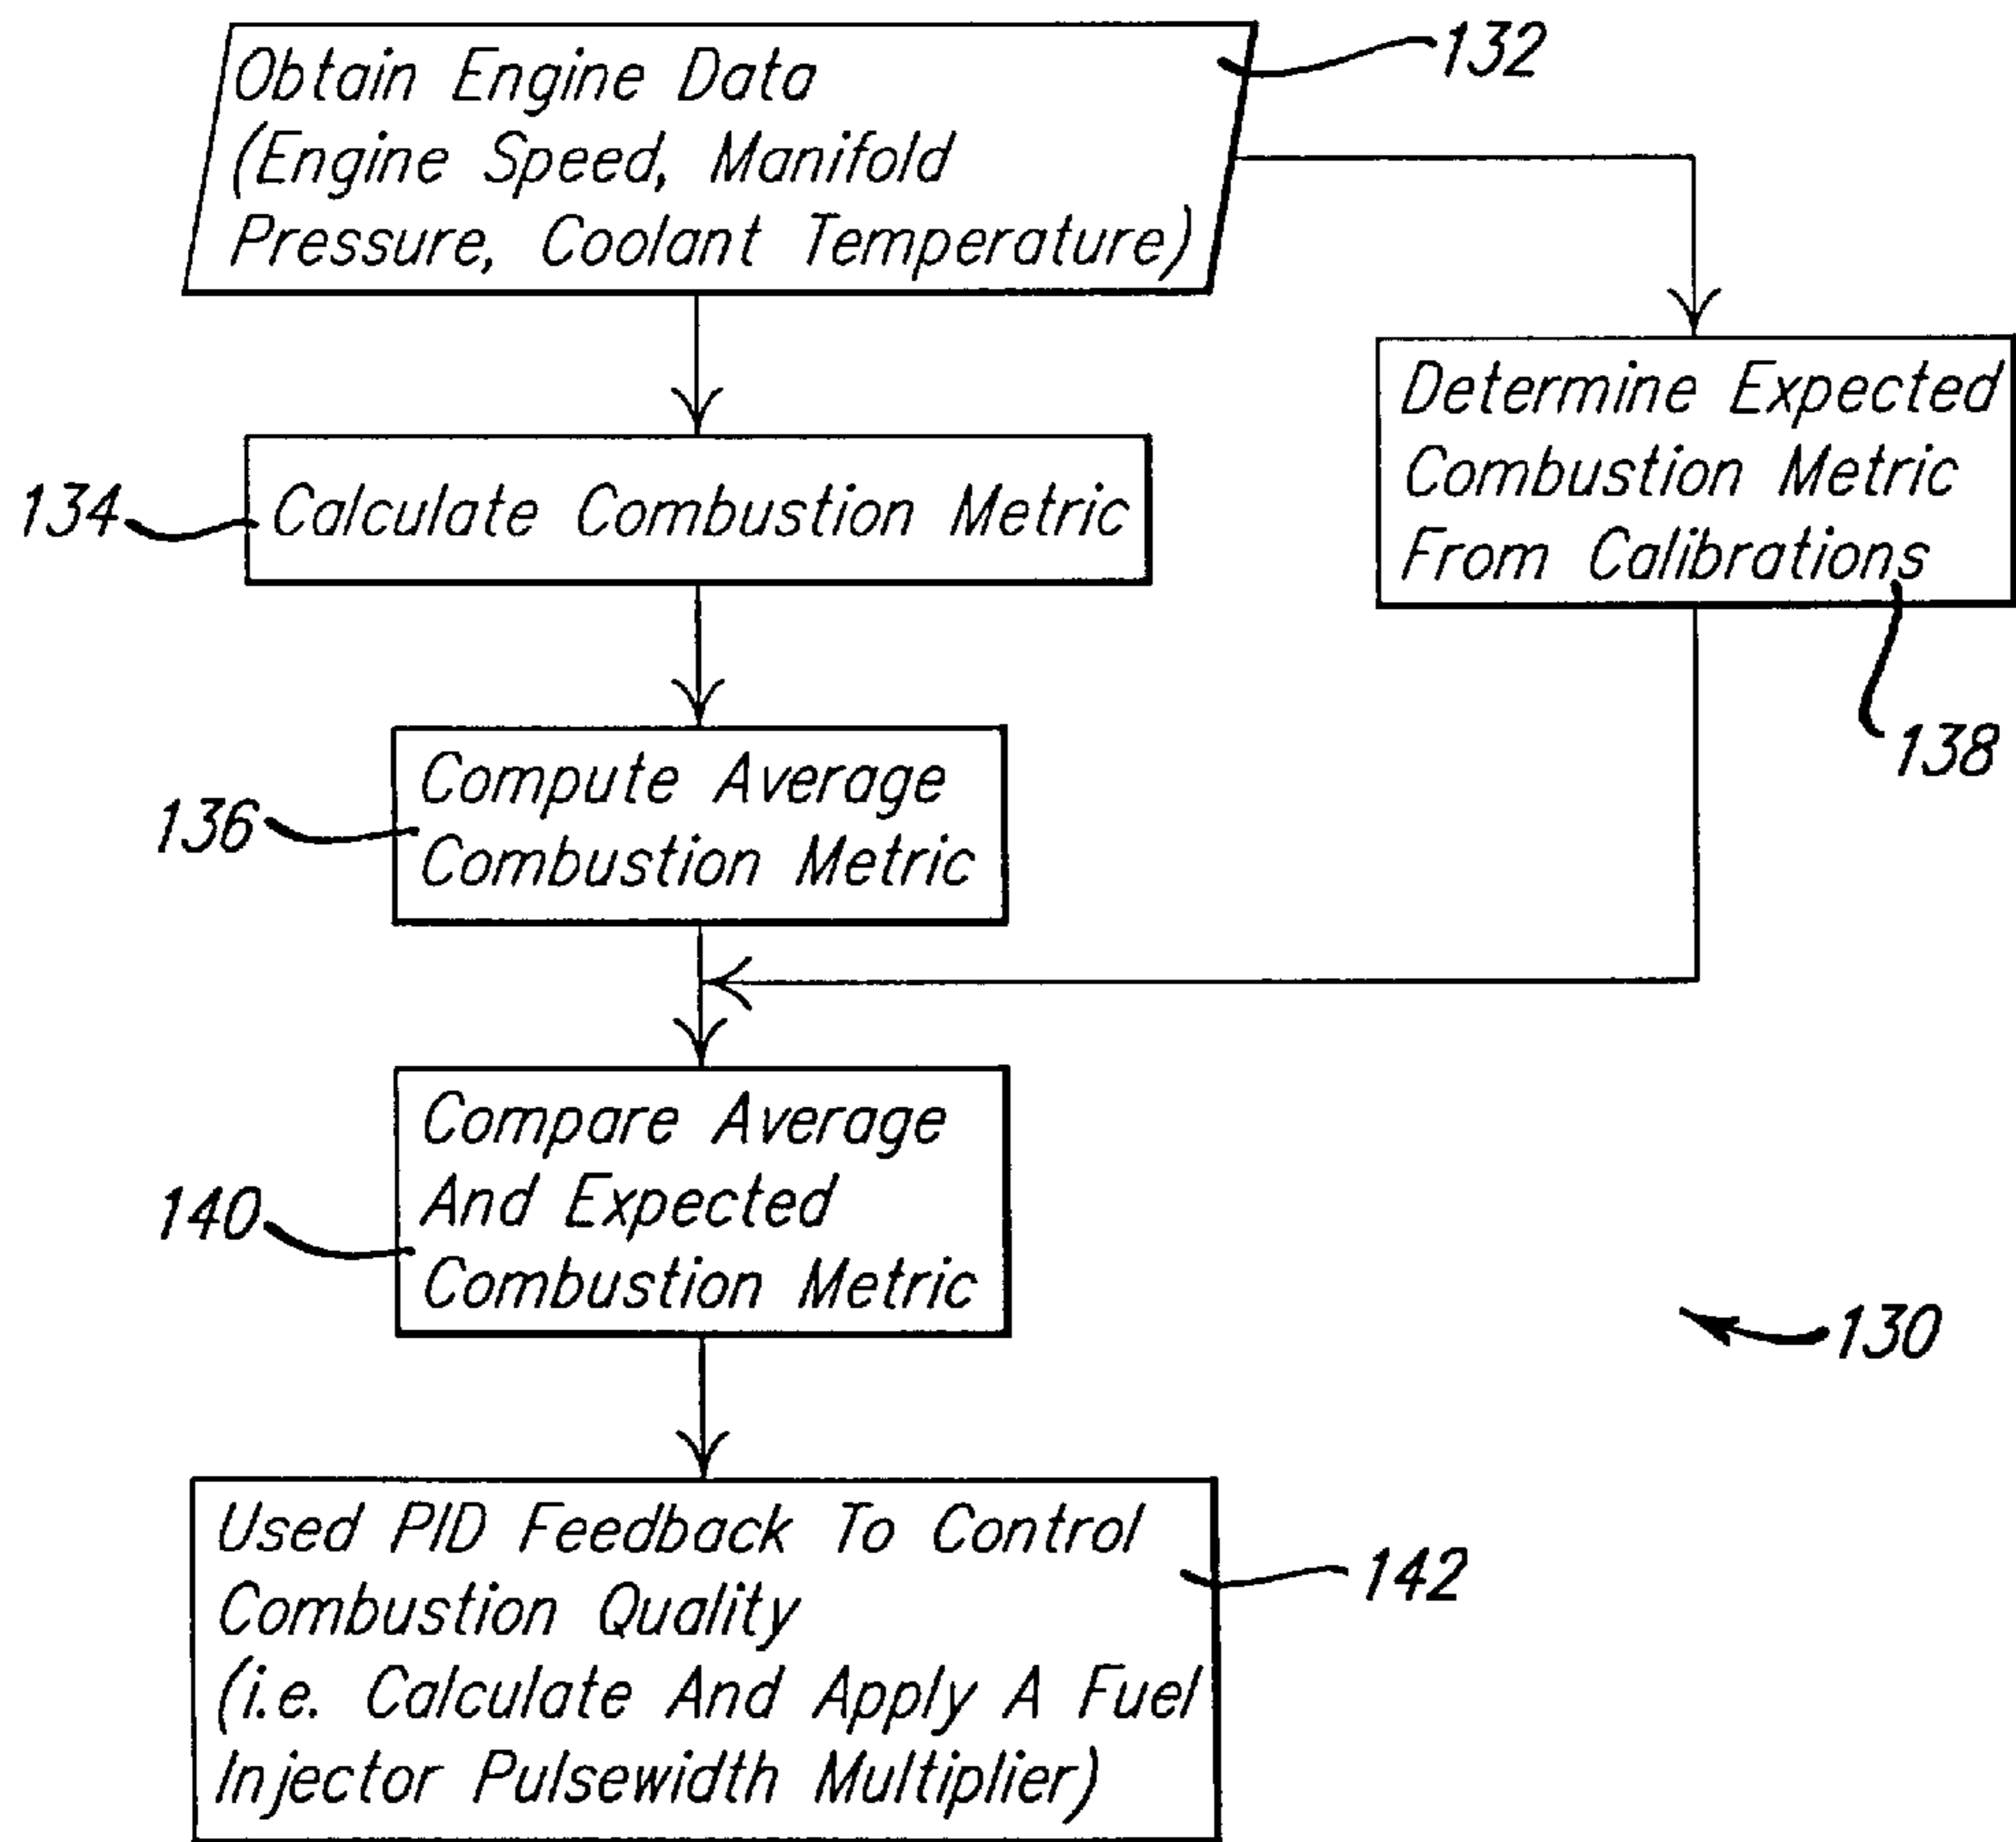 Obtain Engine Data
(Engine Speed, Manifold
Pressure, Coolant Temperature)
132
Determine Expected
Combustion Metric
From Calibrations
138
134
Calculate Combustion Metric
136
Compute Average
Combustion Metric
140
Compare Average
And Expected
Combustion Metric
130
Used PID Feedback To Control
Combustion Quality
(i.e. Calculate And Apply A Fuel
Injector Pulsewidth Multiplier)
142